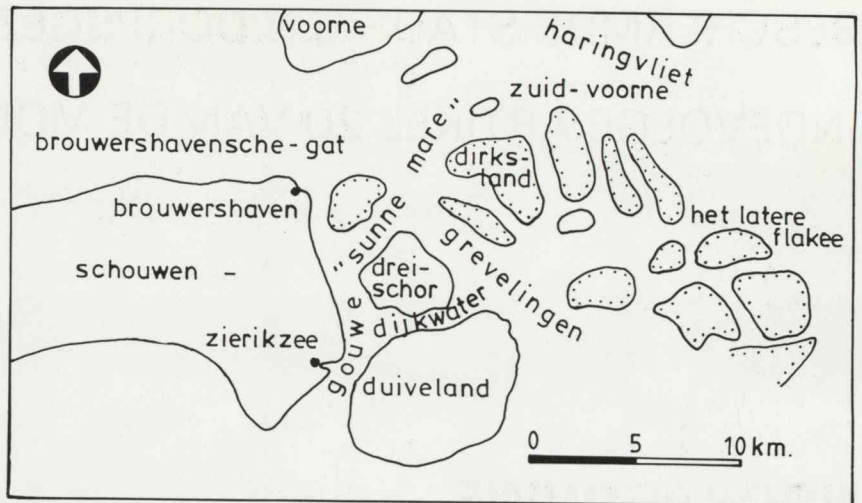 voorne
haringvliet
zuid-voorne
brouwershavensche-gat
"sunne mare"
dirks-
land
brouwershaven
het latere
flakee
schouwen -
drei-
schor
grevelingen
gouwe
dijkwater
zierikzee
duiveland
0 5 10 km.